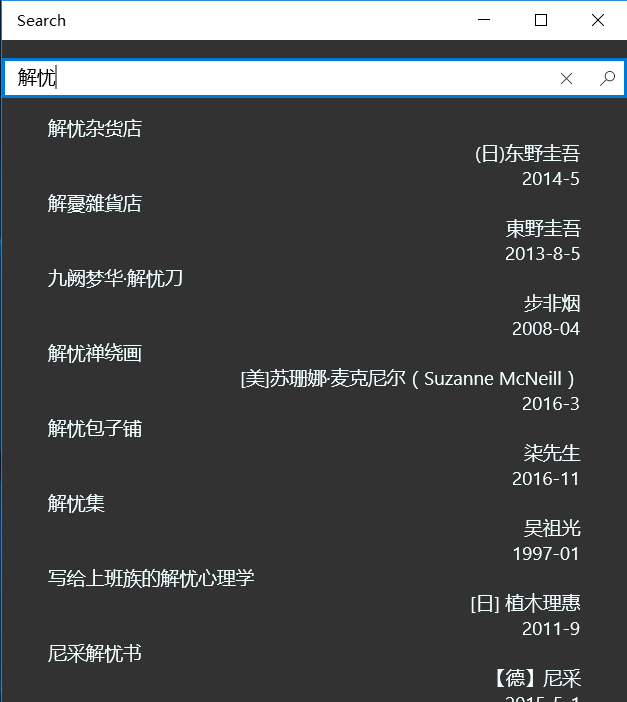 Search
解忧
解忧杂货店
(日)东野圭吾
2014-5
解憂雜貨店
東野圭吾
2013-8-5
九阙梦华·解忧刀
步非烟
2008-04
解忧禅绕画
[美]苏珊娜·麦克尼尔（Suzanne McNeill）
2016-3
解忧包子铺
柒先生
2016-11
解忧集
吴祖光
1997-01
写给上班族的解忧心理学
[日] 植木理惠
2011-9
尼采解忧书
【德】尼采
2015-5-1